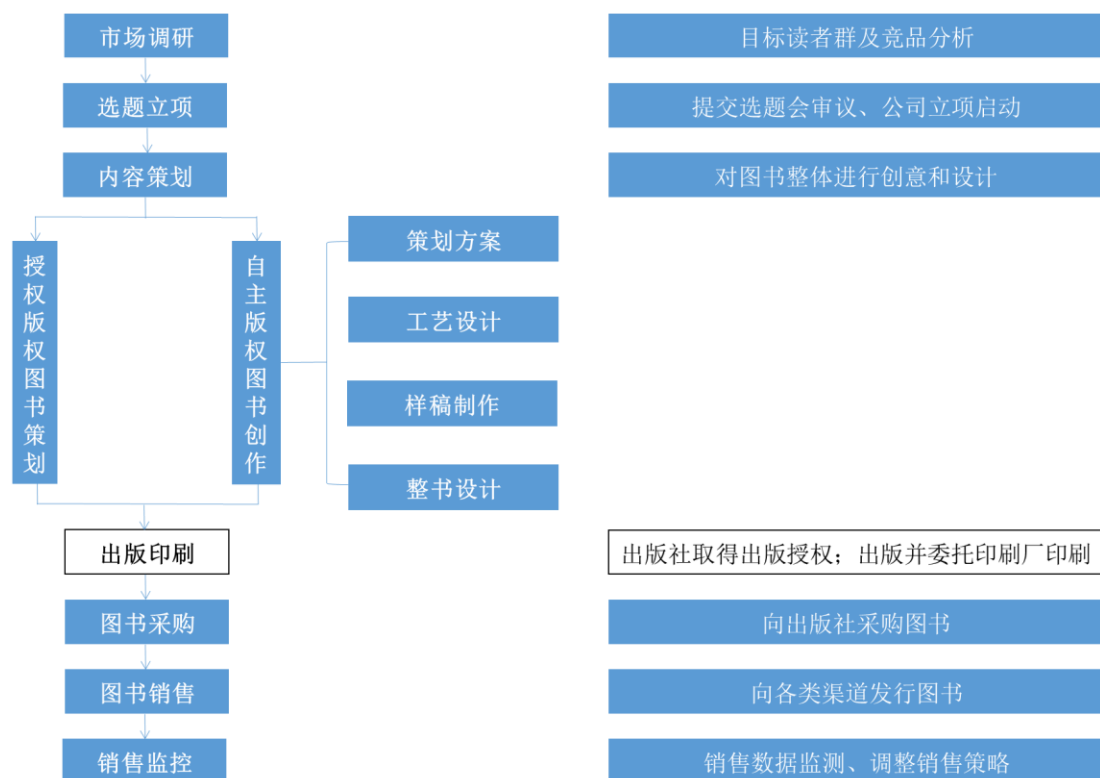 市场调研
目标读者群及竞品分析
选题立项
提交选题会审议、公司立项启动
内容策划
对图书整体进行创意和设计
授权版权图书策划
自主版权图书创作
策划方案
工艺设计
样稿制作
整书设计
出版印刷
出版社取得出版授权；出版并委托印刷厂印刷
图书采购
向出版社采购图书
图书销售
向各类渠道发行图书
销售监控
销售数据监测、调整销售策略